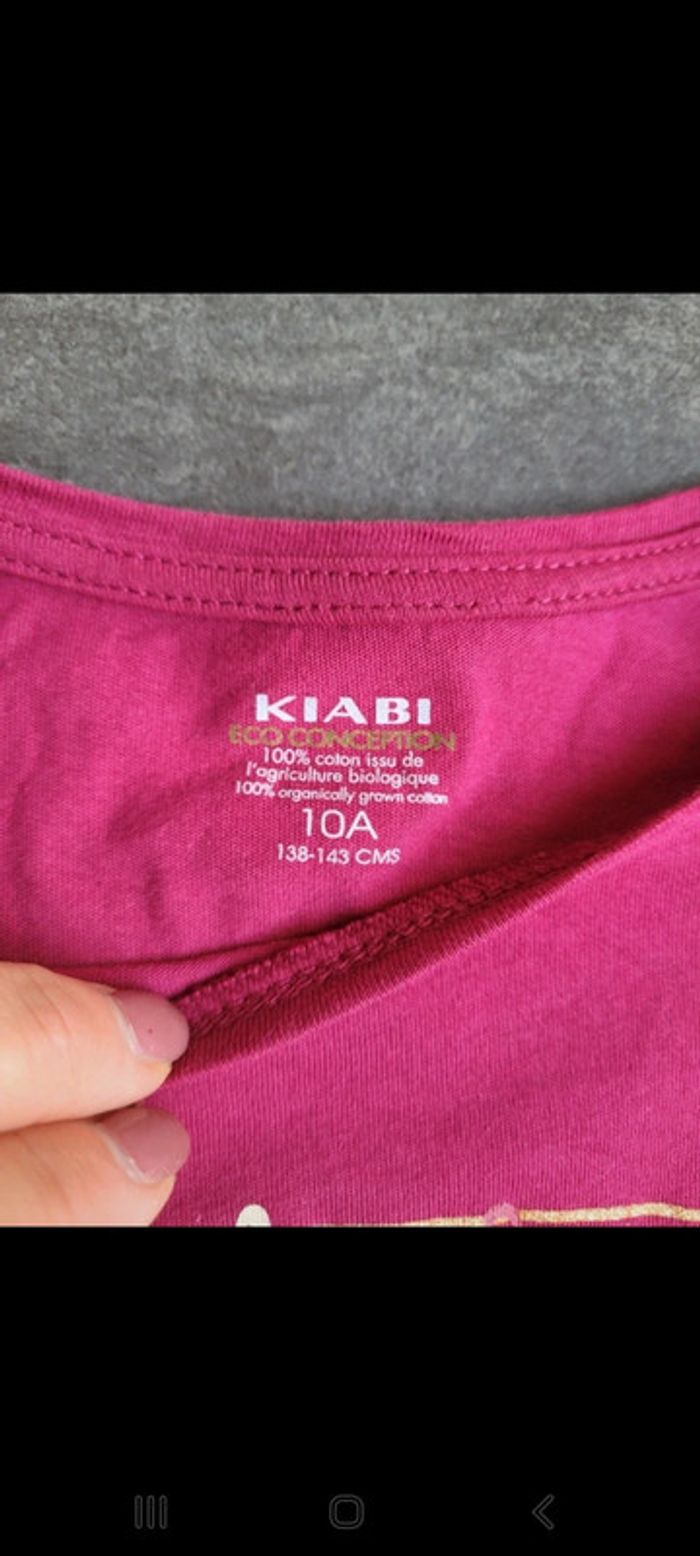 KIABI
ECO CONCEPTION
100% coton issu de
l'agriculture biologique
100% organically grown cotton
10A
138-143 CMS